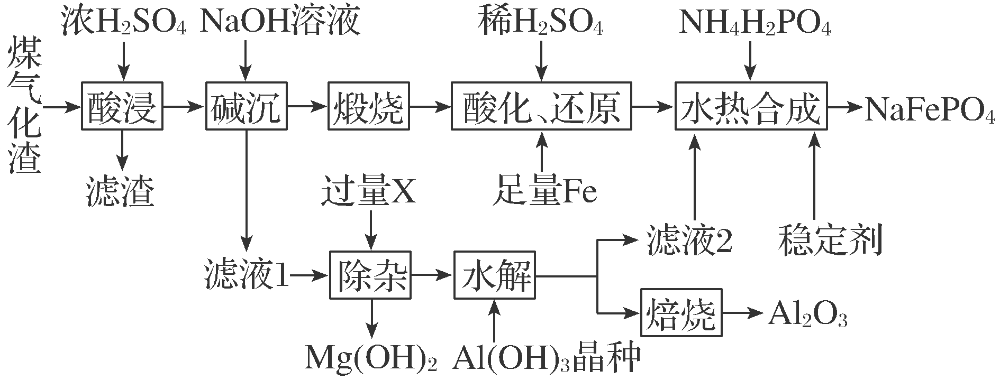 浓H₂SO₄ NaOH溶液 稀H₂SO₄ NH₄H₂PO₄
煤气化渣
酸浸 碱沉 煅烧 酸化、还原 水热合成 NaFePO₄
滤渣 过量X 足量Fe
滤液2 稳定剂
滤液1 除杂 水解
焙烧 Al₂O₃
Mg(OH)₂ Al(OH)₃晶种